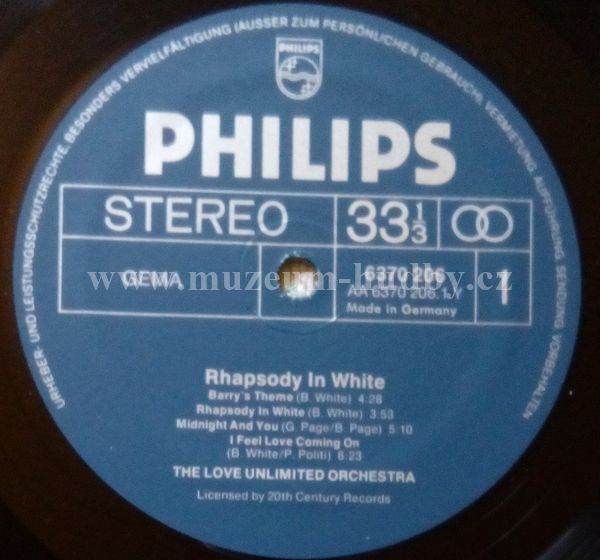 URHEBER- UND LEISTUNGSSCHUTZRECHTE, BESONDERS VERVIELFÄLTIGUNG (AUSSER ZUM PERSÖNLICHEN GEBRAUCH), VERMIETUNG, AUFFÜHRUNG, SENDUNG VORBEHALTEN
PHILIPS
PHILIPS
STEREO 33 1/3
GEMA 6370 206 1
AA 6370 206.1Y
Made in Germany
www.muzeum-hudby.cz
Rhapsody In White
Barry's Theme (B. White) 4:28
Rhapsody In White (B. White) 3:53
Midnight And You (G. Page/B. Page) 5:10
I Feel Love Coming On
(B. White/P. Politi) 6:23
THE LOVE UNLIMITED ORCHESTRA
Licensed by 20th Century Records